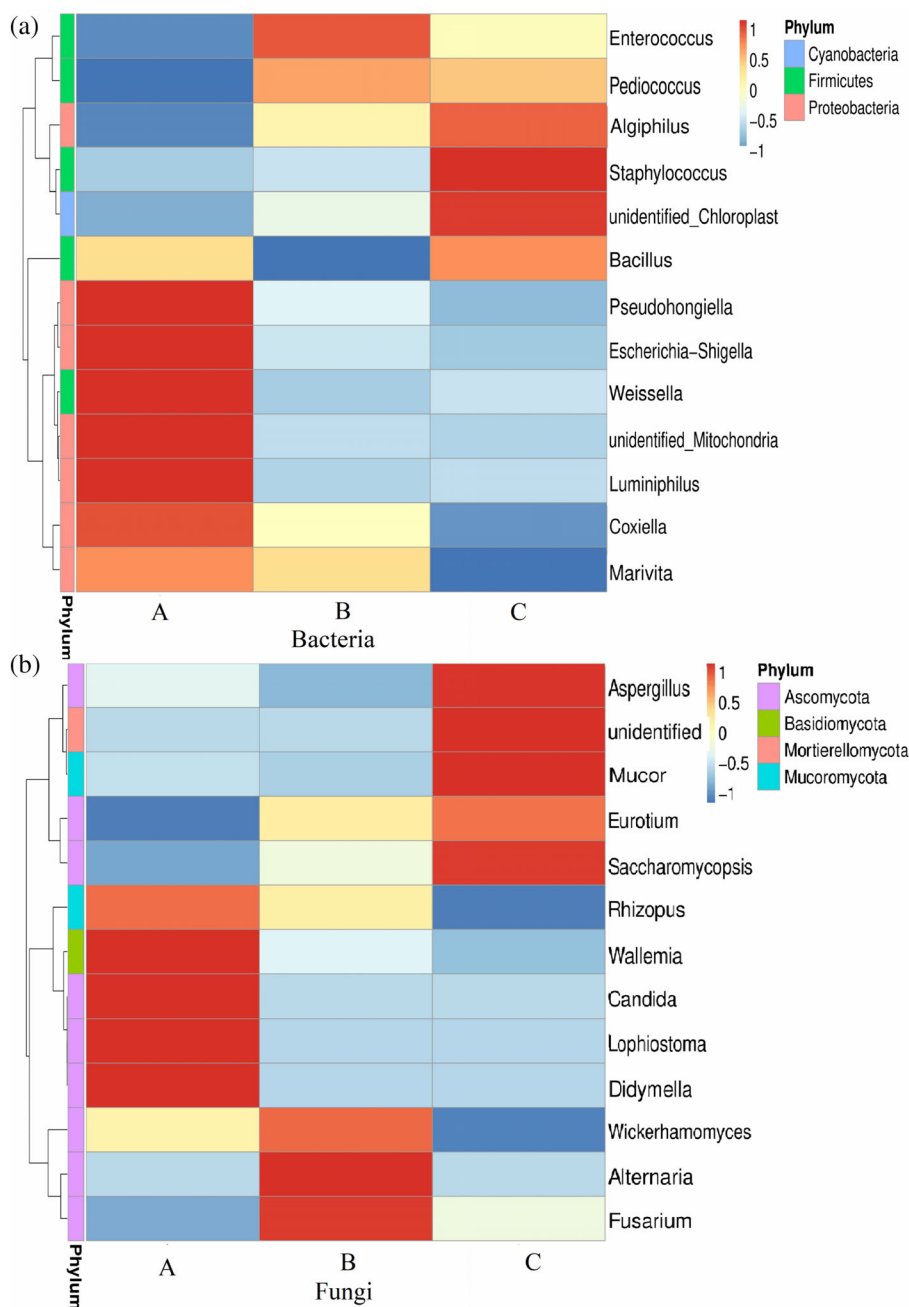 (a)
Enterococcus
Pediococcus
Algiphilus
Staphylococcus
unidentified_Chloroplast
Bacillus
Pseudohongiella
Escherichia−Shigella
Weissella
unidentified_Mitochondria
Luminiphilus
Coxiella
Marivita
1
0.5
0
−0.5
−1
Phylum
Cyanobacteria
Firmicutes
Proteobacteria
Phylum
A
B
C
Bacteria
(b)
Aspergillus
unidentified
Mucor
Eurotium
Saccharomycopsis
Rhizopus
Wallemia
Candida
Lophiostoma
Didymella
Wickerhamomyces
Alternaria
Fusarium
1
0.5
0
−0.5
−1
Phylum
Ascomycota
Basidiomycota
Mortierellomycota
Mucoromycota
Phylum
A
B
C
Fungi